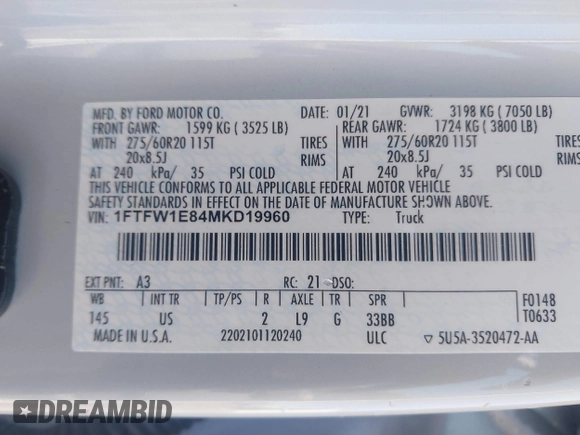 MFD. BY FORD MOTOR CO. DATE: 01/21 GVWR: 3198 KG ( 7050 LB)
FRONT GAWR: 1599 KG ( 3525 LB) REAR GAWR: 1724 KG ( 3800 LB)
WITH 275/60R20 115T TIRES WITH 275/60R20 115T TIRES
20x8.5J RIMS 20x8.5J RIMS
AT 240 kPa/ 35 PSI COLD AT 240 kPa/ 35 PSI COLD
THIS VEHICLE CONFORMS TO ALL APPLICABLE FEDERAL MOTOR VEHICLE
SAFETY STANDARDS IN EFFECT ON THE DATE OF MANUFACTURE SHOWN ABOVE.
VIN: 1FTFW1E84MKD19960 TYPE: Truck
EXT PNT: A3 RC: 21 DSO:
WB INT TR TP/PS R AXLE TR SPR F0148
145 US 2 L9 G 33BB T0633
MADE IN U.S.A. 2202101120240 ULC 5U5A-3520472-AA
DREAMBID